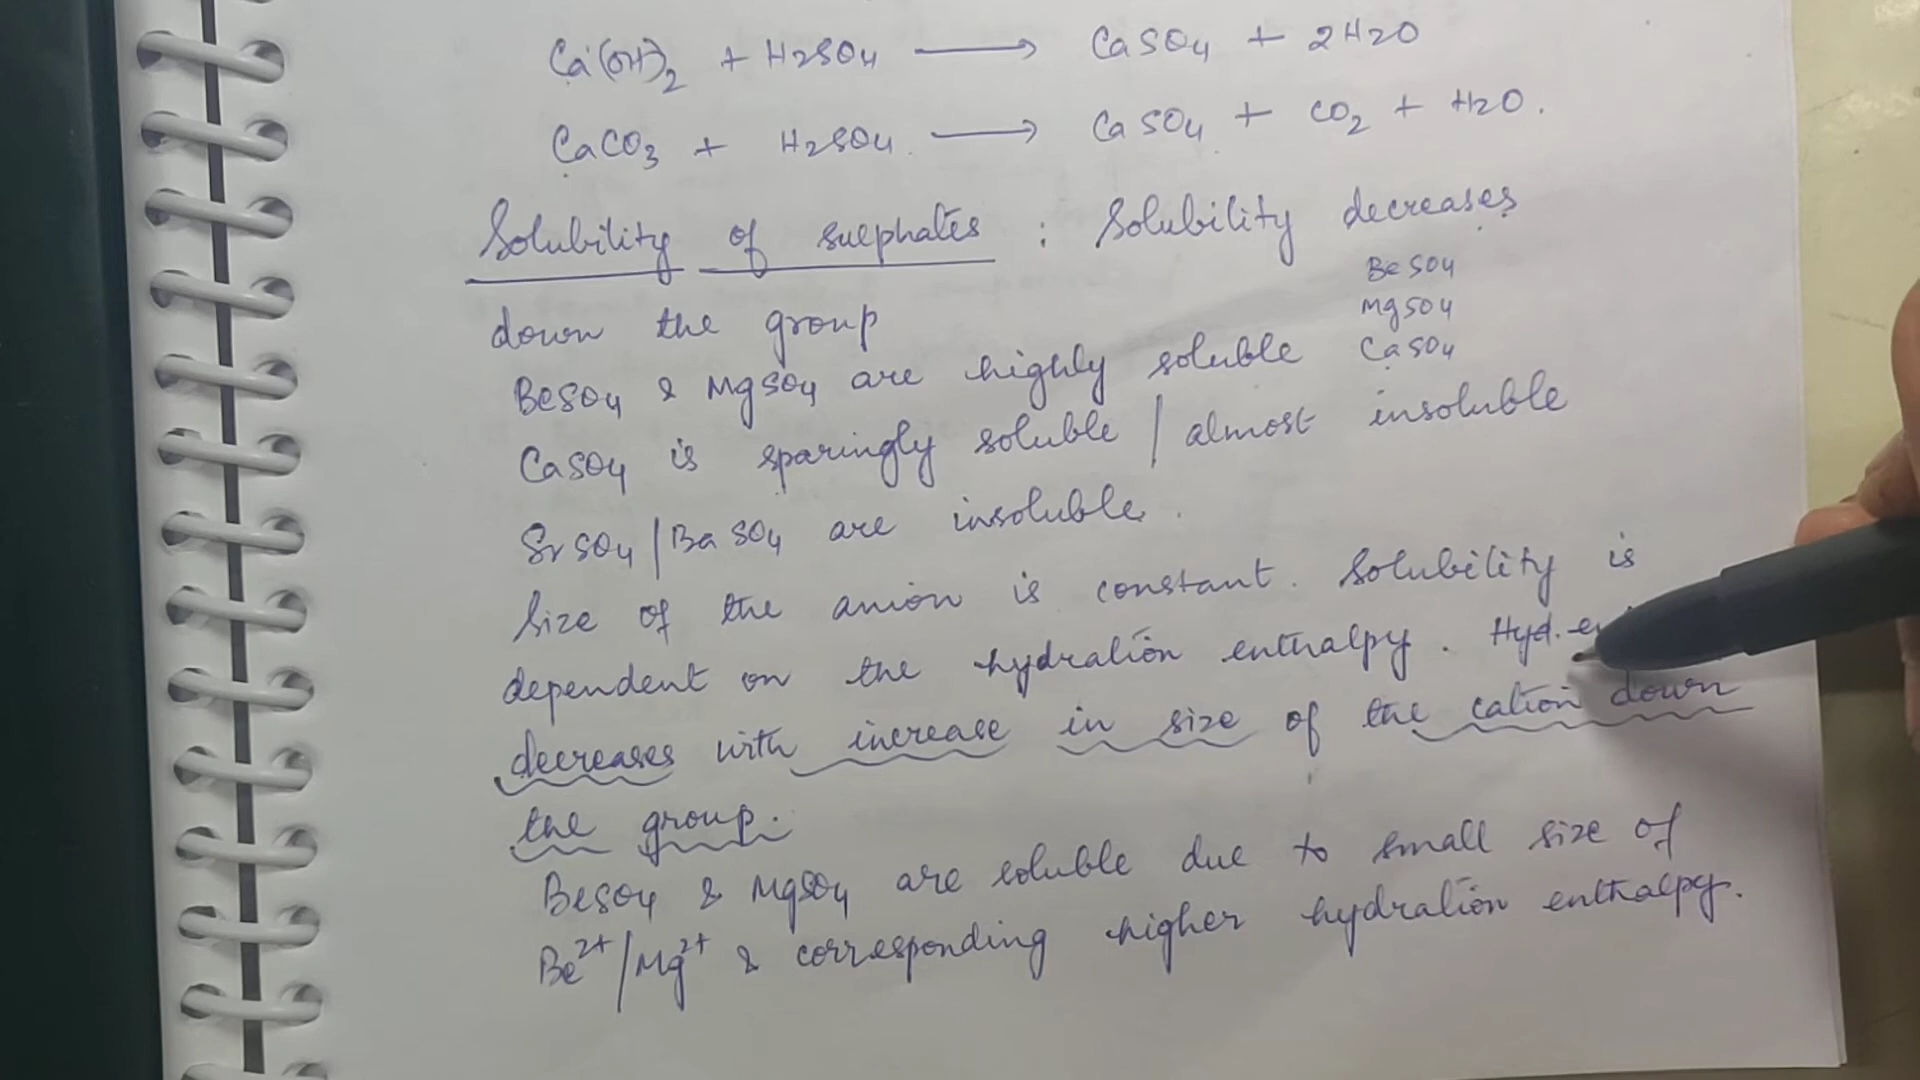 Ca(OH)2 + H2SO4 ⟶ CaSO4 + 2H2O
CaCO3 + H2SO4 ⟶ CaSO4 + CO2 + H2O.
Solubility of sulphates : Solubility decreases
down the group
BeSO4
MgSO4
CaSO4
BeSO4 & MgSO4 are highly soluble
CaSO4 is sparingly soluble / almost insoluble
SrSO4 / BaSO4 are insoluble.
Size of the anion is constant. Solubility is
dependent on the hydration enthalpy. Hyd.
decreases with increase in size of the cation down
the group.
BeSO4 & MgSO4 are soluble due to small size of
Be2+ / Mg2+ & corresponding higher hydration enthalpy.